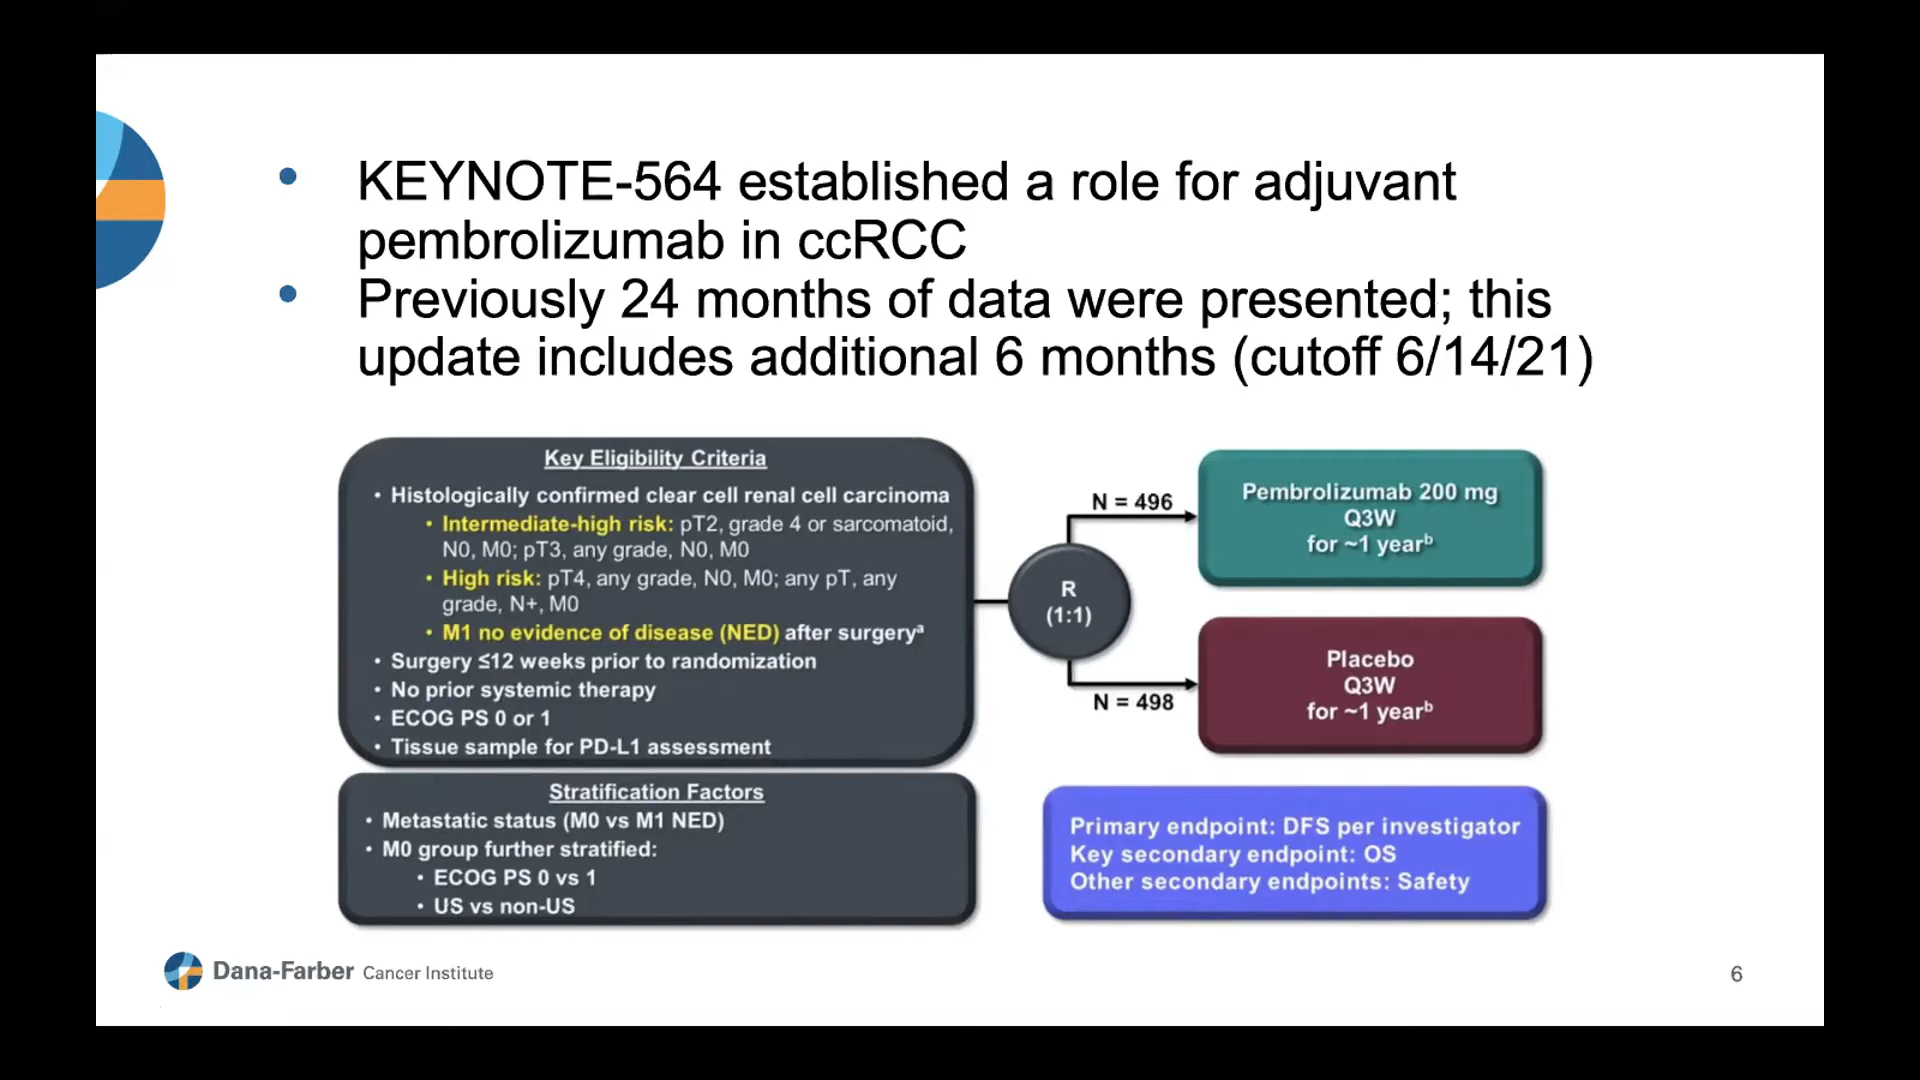 • KEYNOTE-564 established a role for adjuvant
pembrolizumab in ccRCC
• Previously 24 months of data were presented; this
update includes additional 6 months (cutoff 6/14/21)
Key Eligibility Criteria
• Histologically confirmed clear cell renal cell carcinoma
• Intermediate-high risk: pT2, grade 4 or sarcomatoid,
N0, M0; pT3, any grade, N0, M0
• High risk: pT4, any grade, N0, M0; any pT, any
grade, N+, M0
• M1 no evidence of disease (NED) after surgeryᵃ
• Surgery ≤12 weeks prior to randomization
• No prior systemic therapy
• ECOG PS 0 or 1
• Tissue sample for PD-L1 assessment
Stratification Factors
• Metastatic status (M0 vs M1 NED)
• M0 group further stratified:
• ECOG PS 0 vs 1
• US vs non-US
R
(1:1)
N = 496
Pembrolizumab 200 mg
Q3W
for ~1 yearᵇ
N = 498
Placebo
Q3W
for ~1 yearᵇ
Primary endpoint: DFS per investigator
Key secondary endpoint: OS
Other secondary endpoints: Safety
Dana-Farber Cancer Institute
6